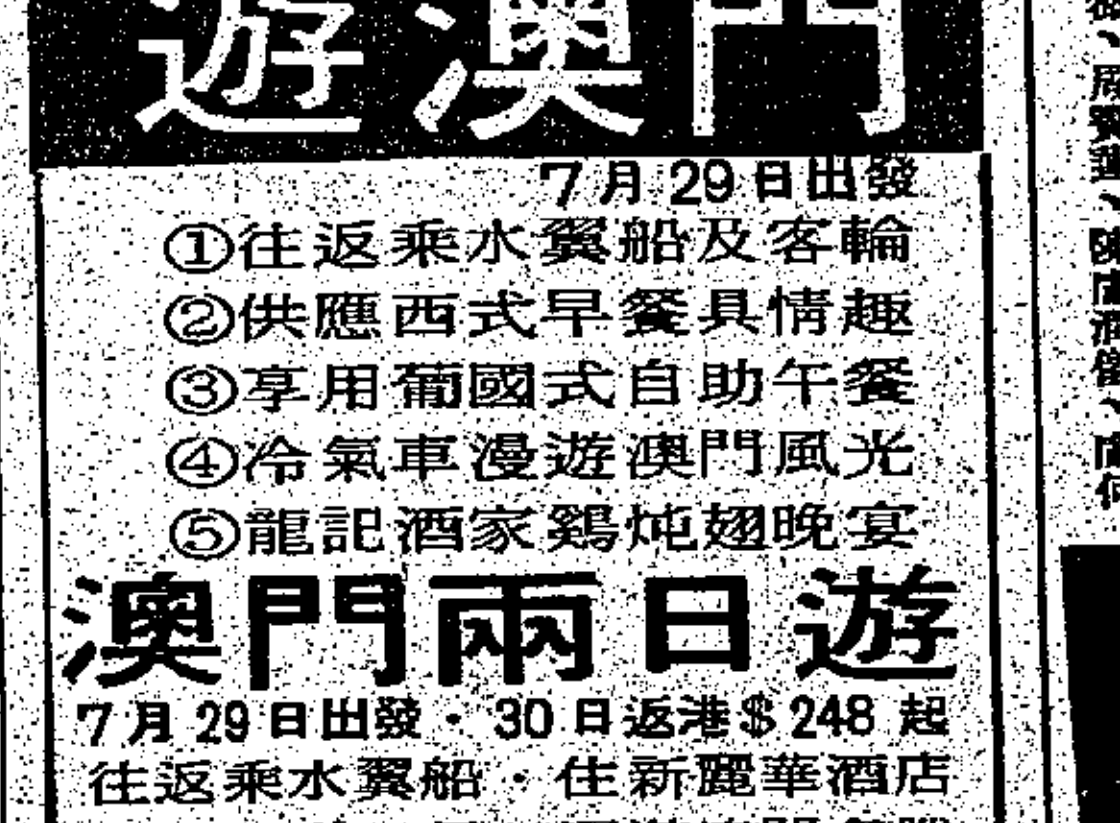 遊澳門
7月29日出發
①往返乘水翼船及客輪
②供應西式早餐具情趣
③享用葡國式自助午餐
④冷氣車漫遊澳門風光
⑤龍記酒家鷄炖翅晚宴
澳門兩日遊
7月29日出發·30日返港$248起
往返乘水翼船·住新麗華酒店